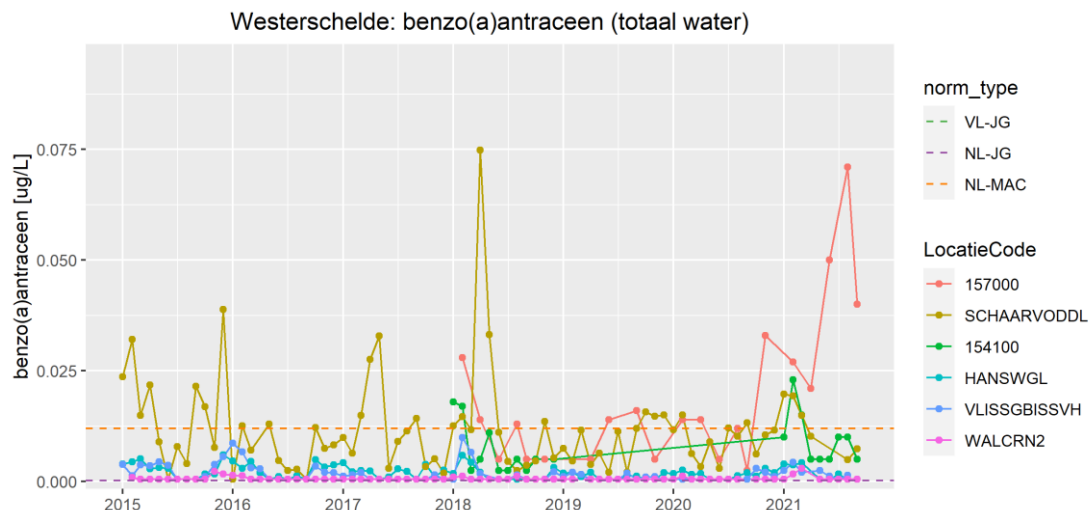 Westerschelde: benzo(a)antraceen (totaal water)
benzo(a)antraceen [ug/L]
0.075
0.050
0.025
0.000
2015 2016 2017 2018 2019 2020 2021
norm_type
VL-JG
NL-JG
NL-MAC
LocatieCode
157000
SCHAARVODDL
154100
HANSWGL
VLISSGBISSVH
WALCRN2